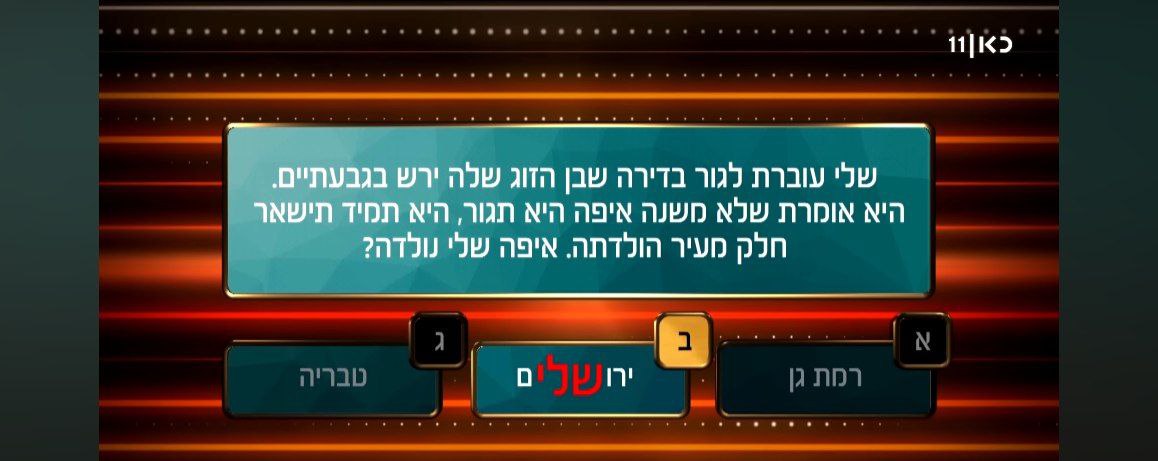 כאן 11
שלי עוברת לגור בדירה שבן הזוג שלה ירש בגבעתיים.
היא אומרת שלא משנה איפה היא תגור, היא תמיד תישאר
חלק מעיר הולדתה. איפה שלי נולדה?
א
רמת גן
ב
ירושלים
ג
טבריה